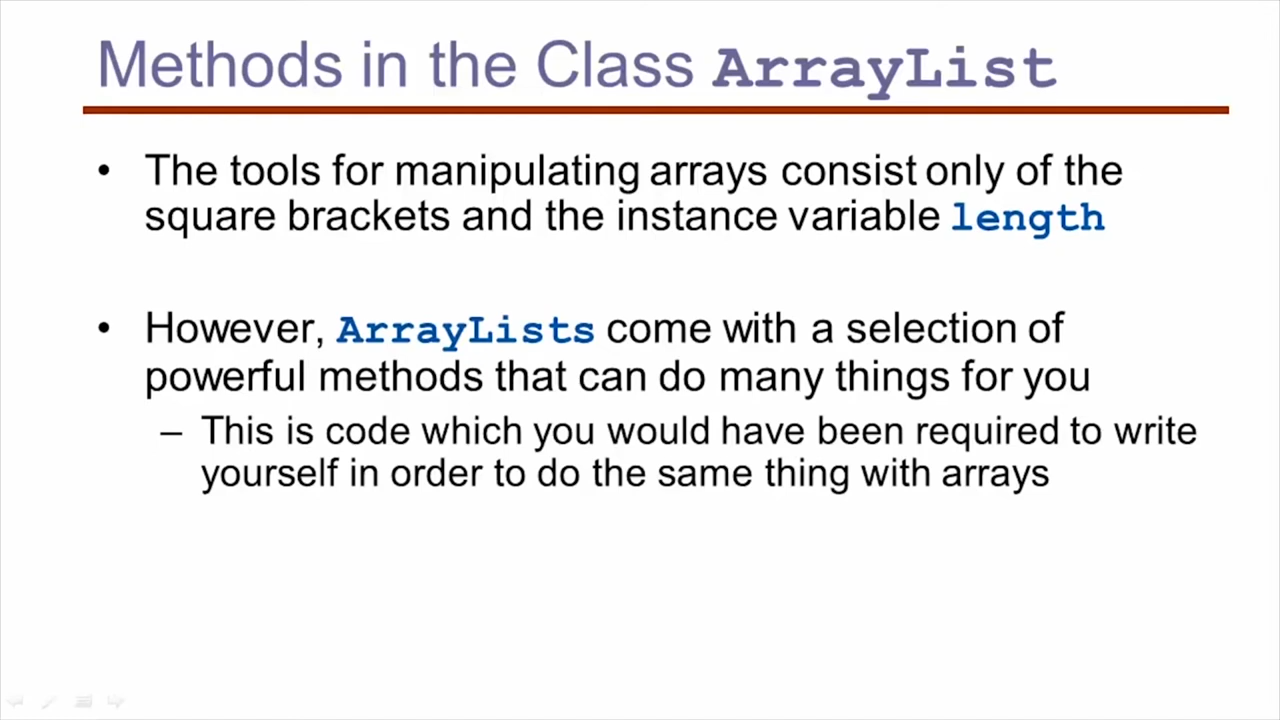 Methods in the Class ArrayList
• The tools for manipulating arrays consist only of the
square brackets and the instance variable length
• However, ArrayLists come with a selection of
powerful methods that can do many things for you
– This is code which you would have been required to write
yourself in order to do the same thing with arrays